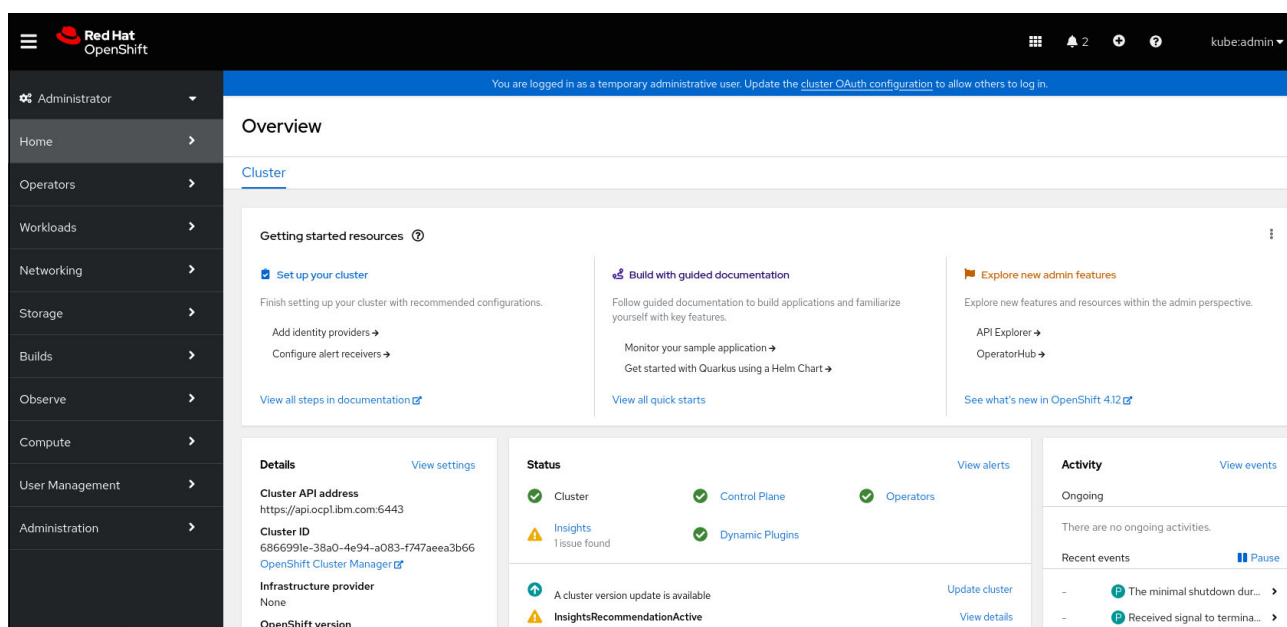 Red Hat
OpenShift
2
kube:admin
Administrator
You are logged in as a temporary administrative user. Update the cluster OAuth configuration to allow others to log in.
Home
Operators
Workloads
Networking
Storage
Builds
Observe
Compute
User Management
Administration
Overview
Cluster
Getting started resources
Set up your cluster
Finish setting up your cluster with recommended configurations.
Add identity providers
Configure alert receivers
View all steps in documentation
Build with guided documentation
Follow guided documentation to build applications and familiarize
yourself with key features.
Monitor your sample application
Get started with Quarkus using a Helm Chart
View all quick starts
Explore new admin features
Explore new features and resources within the admin perspective.
API Explorer
OperatorHub
See what's new in OpenShift 4.12
Details
View settings
Cluster API address
https://api.ocp1.ibm.com:6443
Cluster ID
6866991e-38a0-4e94-a083-f747aeea3b66
OpenShift Cluster Manager
Infrastructure provider
None
OpenShift version
Status
View alerts
Cluster
Control Plane
Operators
Insights
1 issue found
Dynamic Plugins
A cluster version update is available
Update cluster
InsightsRecommendationActive
View details
Activity
View events
Ongoing
There are no ongoing activities.
Recent events
Pause
- P The minimal shutdown dur...
- P Received signal to termina...